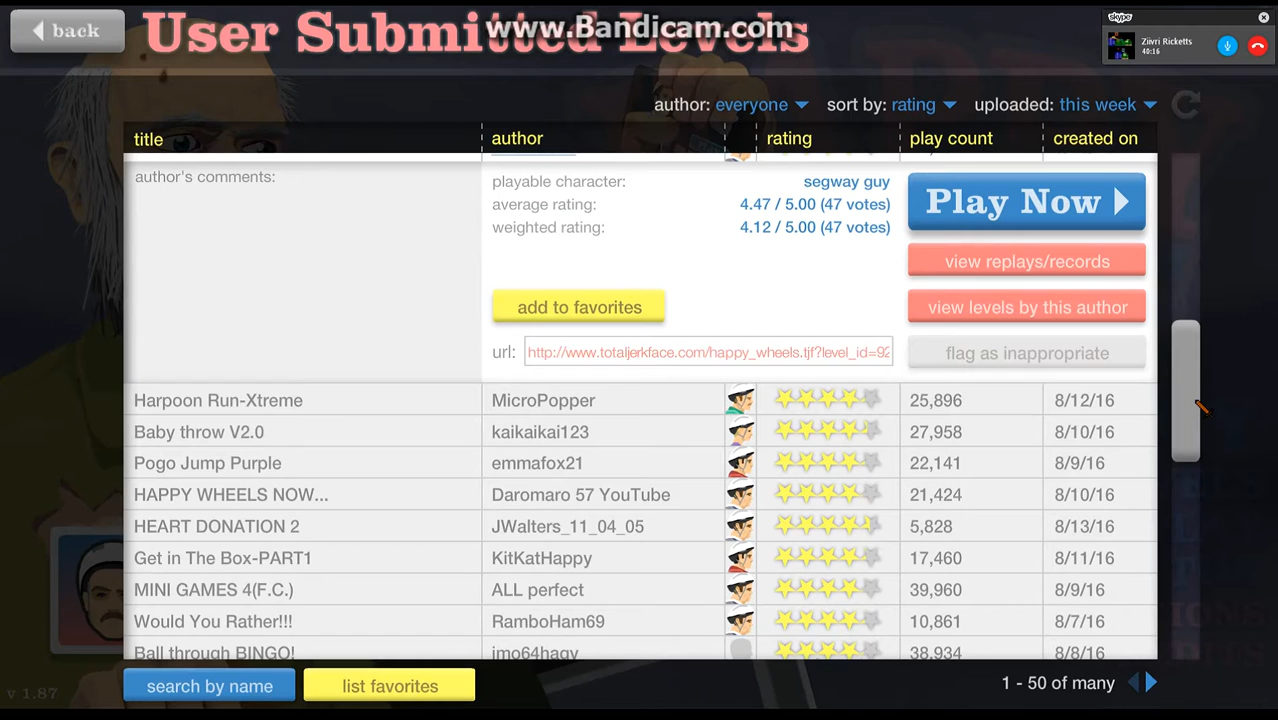 back
User Submitted Levels
www.Bandicam.com
skype
Ziivri Ricketts
40:16
author: everyone sort by: rating uploaded: this week
title author rating play count created on
author's comments:
playable character: segway guy
average rating: 4.47 / 5.00 (47 votes)
weighted rating: 4.12 / 5.00 (47 votes)
Play Now
view replays/records
add to favorites
view levels by this author
url: http://www.totaljerkface.com/happy_wheels.tjf?level_id=92
flag as inappropriate
Harpoon Run-Xtreme MicroPopper 25,896 8/12/16
Baby throw V2.0 kaikaikai123 27,958 8/10/16
Pogo Jump Purple emmafox21 22,141 8/9/16
HAPPY WHEELS NOW... Daromaro 57 YouTube 21,424 8/10/16
HEART DONATION 2 JWalters_11_04_05 5,828 8/13/16
Get in The Box-PART1 KitKatHappy 17,460 8/11/16
MINI GAMES 4(F.C.) ALL perfect 39,960 8/9/16
Would You Rather!!! RamboHam69 10,861 8/7/16
Ball through BINGO! jmo64hagy 38,934 8/8/16
search by name
list favorites
1 - 50 of many
v 1.87